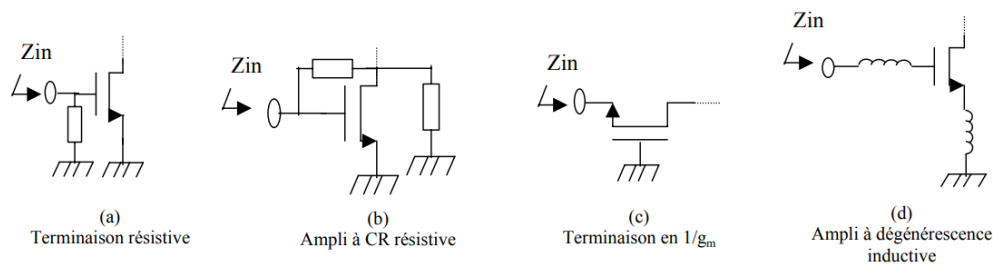 Zin
Zin
Zin
Zin
(a)
Terminaison résistive
(b)
Ampli à CR résistive
(c)
Terminaison en 1/gm
(d)
Ampli à dégénérescence
inductive